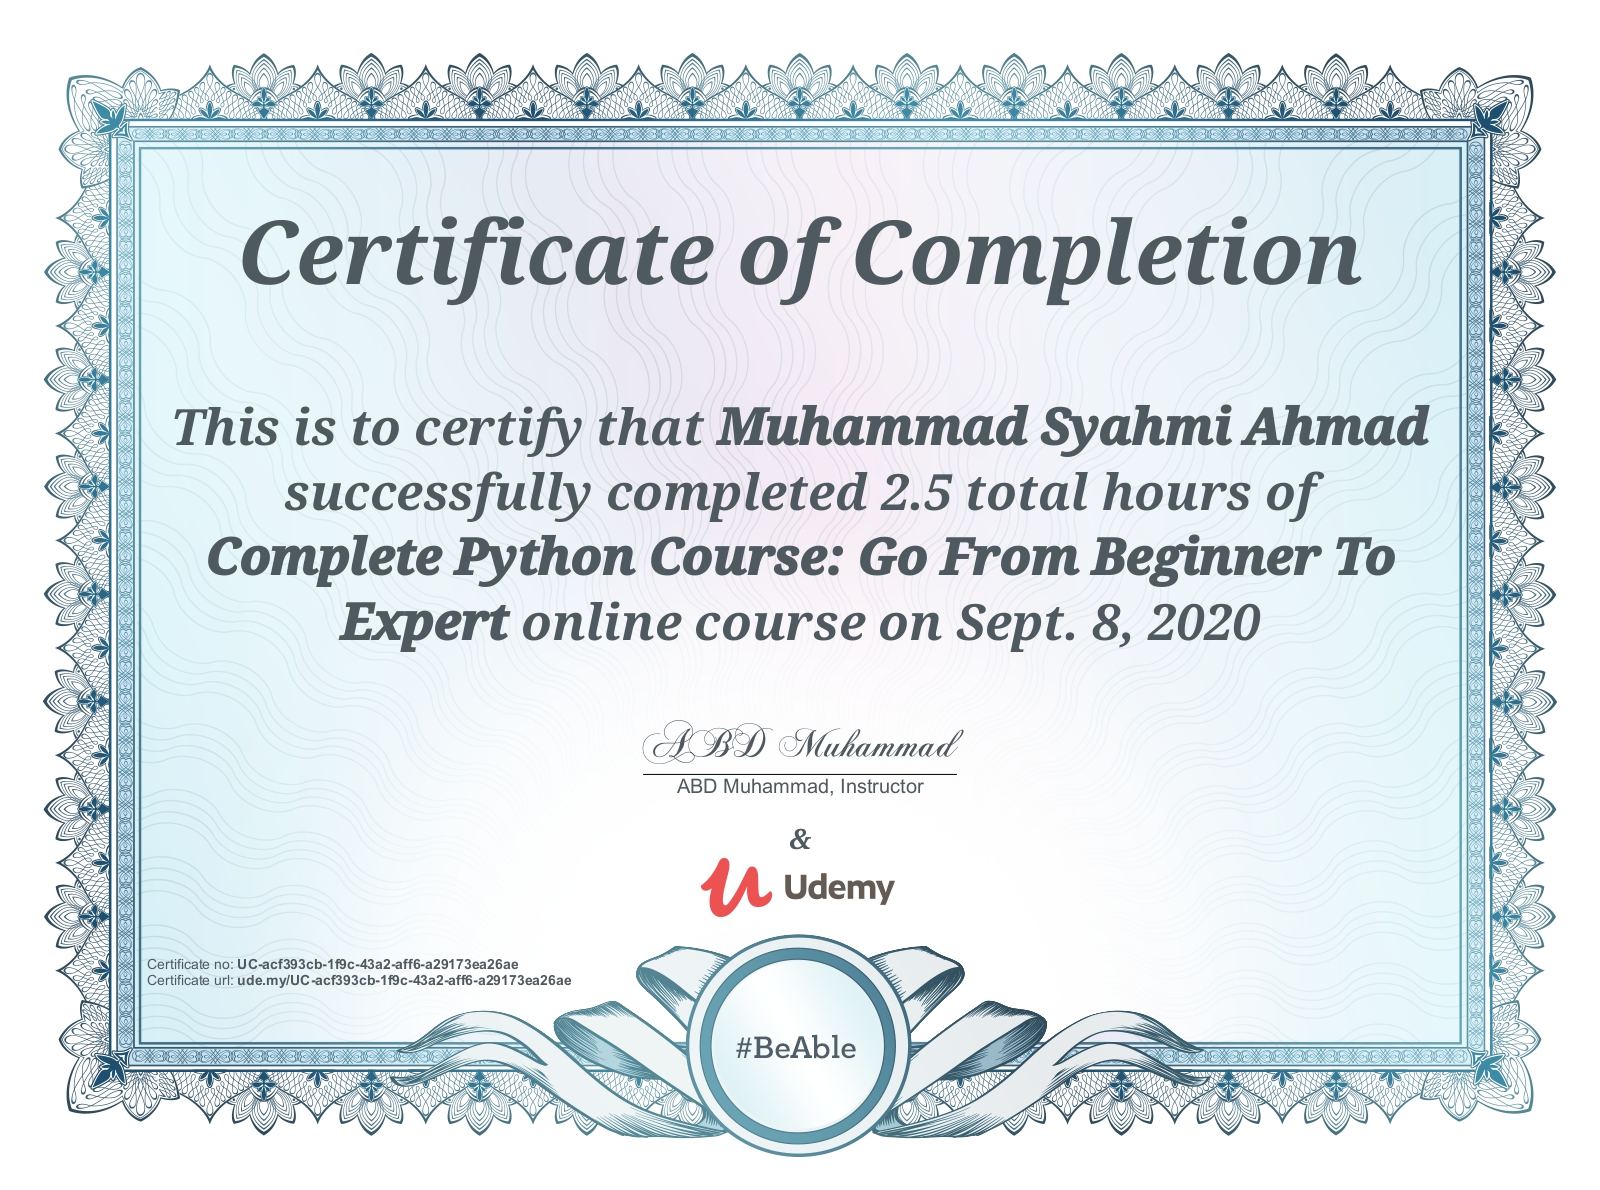 Certificate of Completion
This is to certify that Muhammad Syahmi Ahmad
successfully completed 2.5 total hours of
Complete Python Course: Go From Beginner To
Expert online course on Sept. 8, 2020
ABD Muhammad
ABD Muhammad, Instructor
&
Udemy
Certificate no: UC-acf393cb-1f9c-43a2-aff6-a29173ea26ae
Certificate url: ude.my/UC-acf393cb-1f9c-43a2-aff6-a29173ea26ae
#BeAble